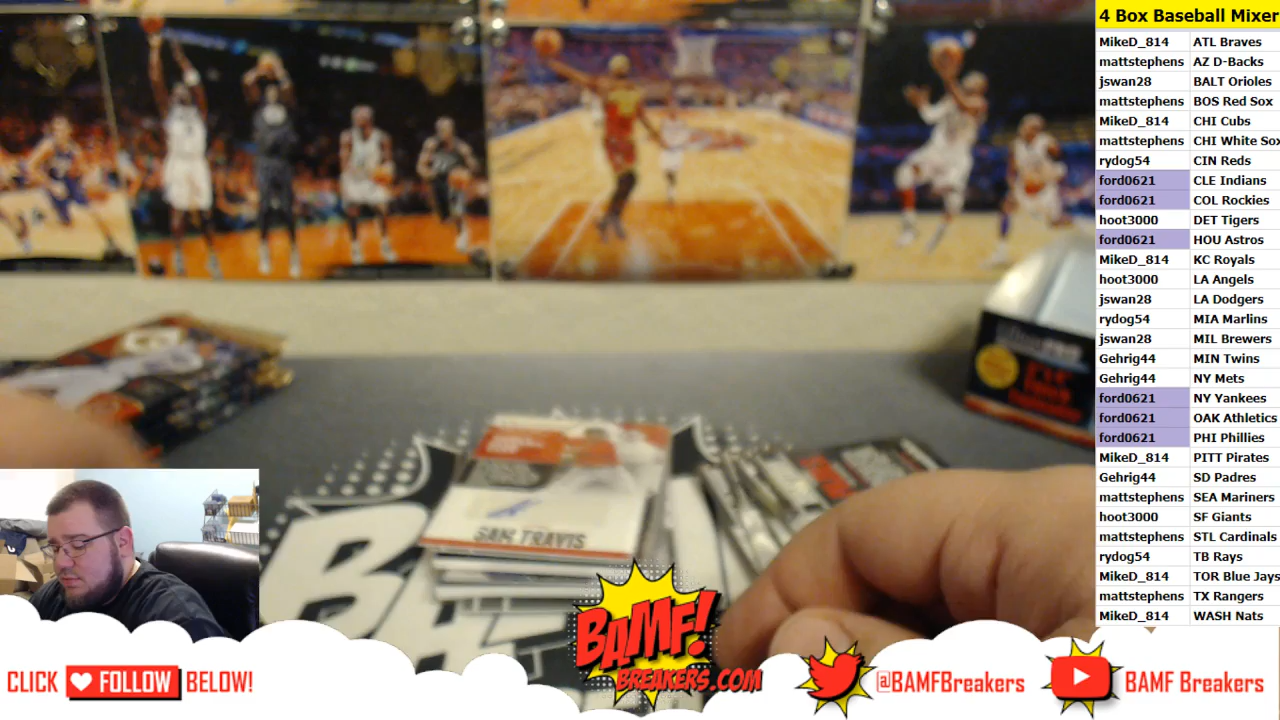 4 Box Baseball Mixer
MikeD_814 ATL Braves
mattstephens AZ D-Backs
jswan28 BALT Orioles
mattstephens BOS Red Sox
MikeD_814 CHI Cubs
mattstephens CHI White Sox
rydog54 CIN Reds
ford0621 CLE Indians
ford0621 COL Rockies
hoot3000 DET Tigers
ford0621 HOU Astros
MikeD_814 KC Royals
hoot3000 LA Angels
jswan28 LA Dodgers
rydog54 MIA Marlins
jswan28 MIL Brewers
Gehrig44 MIN Twins
Gehrig44 NY Mets
ford0621 NY Yankees
ford0621 OAK Athletics
ford0621 PHI Phillies
MikeD_814 PITT Pirates
Gehrig44 SD Padres
mattstephens SEA Mariners
hoot3000 SF Giants
mattstephens STL Cardinals
rydog54 TB Rays
MikeD_814 TOR Blue Jays
mattstephens TX Rangers
MikeD_814 WASH Nats
SAM TRAVIS
BAMF!
BREAKERS.COM
CLICK FOLLOW BELOW!
@BAMFBreakers
BAMF Breakers